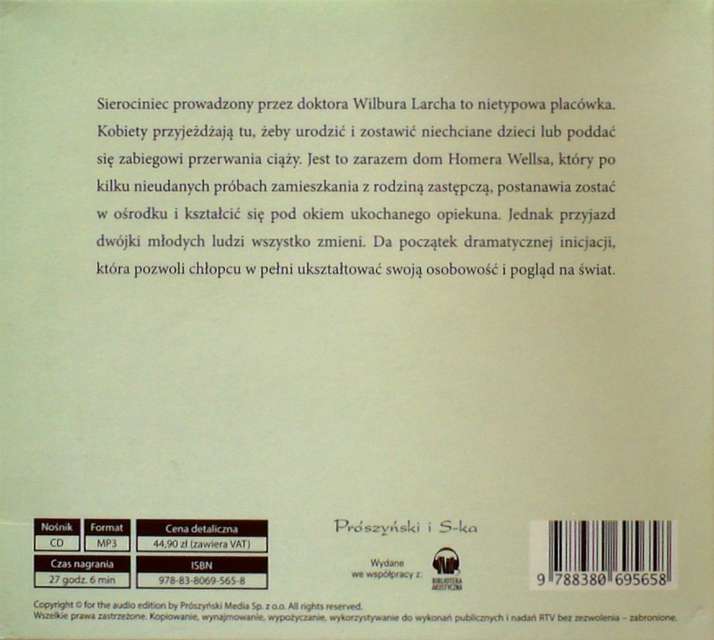 Sierociniec prowadzony przez doktora Wilbura Larcha to nietypowa placówka.
Kobiety przyjeżdżają tu, żeby urodzić i zostawić niechciane dzieci lub poddać
się zabiegowi przerwania ciąży. Jest to zarazem dom Homera Wellsa, który po
kilku nieudanych próbach zamieszkania z rodziną zastępczą, postanawia zostać
w ośrodku i kształcić się pod okiem ukochanego opiekuna. Jednak przyjazd
dwójki młodych ludzi wszystko zmieni. Da początek dramatycznej inicjacji,
która pozwoli chłopcu w pełni ukształtować swoją osobowość i pogląd na świat.
Nośnik Format Cena detaliczna
CD MP3 44,90 zł (zawiera VAT)
Czas nagrania ISBN
27 godz. 6 min 978-83-8069-565-8
Prószyński i S-ka
Wydane
we współpracy z:
BIBLIOTEKA
AKUSTYCZNA
9 788380 695658
Copyright © for the audio edition by Prószyński Media Sp. z o.o. All rights reserved.
Wszelkie prawa zastrzeżone. Kopiowanie, wynajmowanie, wypożyczanie, wykorzystywanie do wykonań publicznych i nadań RTV bez zezwolenia – zabronione.